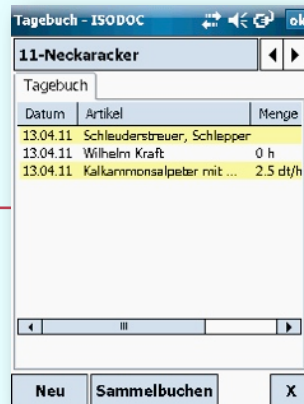 Tagebuch - ISODOC ok
11-Neckaracker
Tagebuch
Datum Artikel Menge
13.04.11 Schleuderstreuer, Schlepper
13.04.11 Wilhelm Kraft 0 h
13.04.11 Kalkammonsalpeter mit ... 2.5 dt/h
Neu Sammelbuchen X